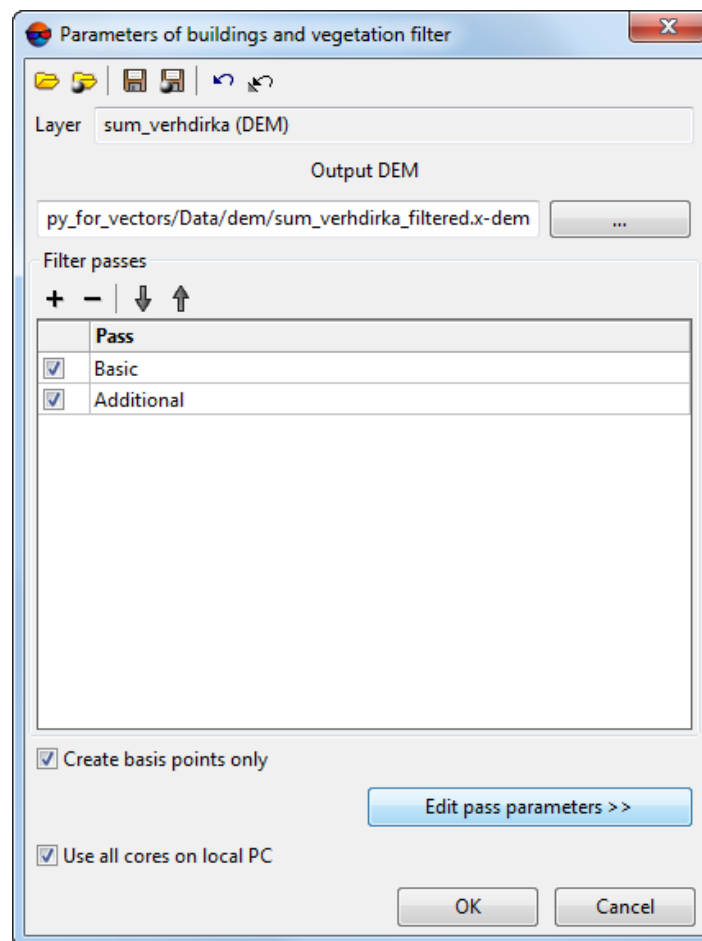 Parameters of buildings and vegetation filter
Layer sum_verhdirka (DEM)
Output DEM
py_for_vectors/Data/dem/sum_verhdirka_filtered.x-dem ...
Filter passes
Pass
Basic
Additional
Create basis points only
Edit pass parameters >>
Use all cores on local PC
OK Cancel